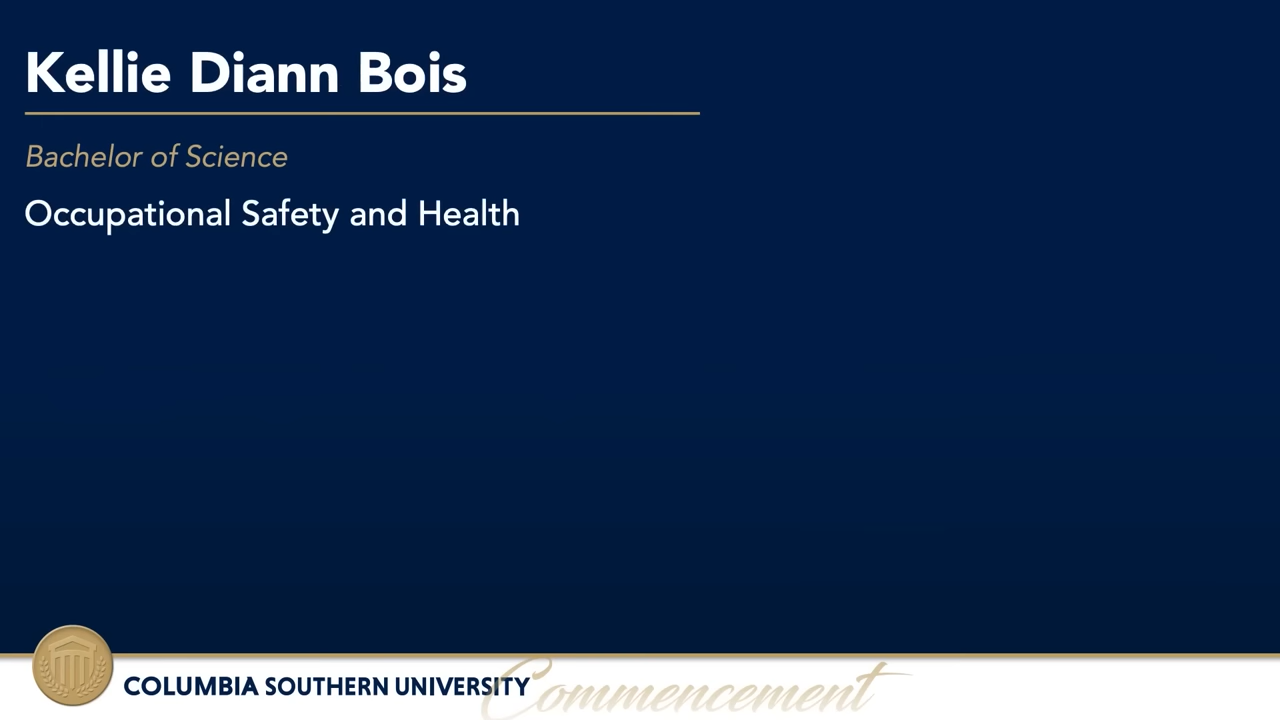 Kellie Diann Bois
Bachelor of Science
Occupational Safety and Health
COLUMBIA SOUTHERN UNIVERSITY
Commencement